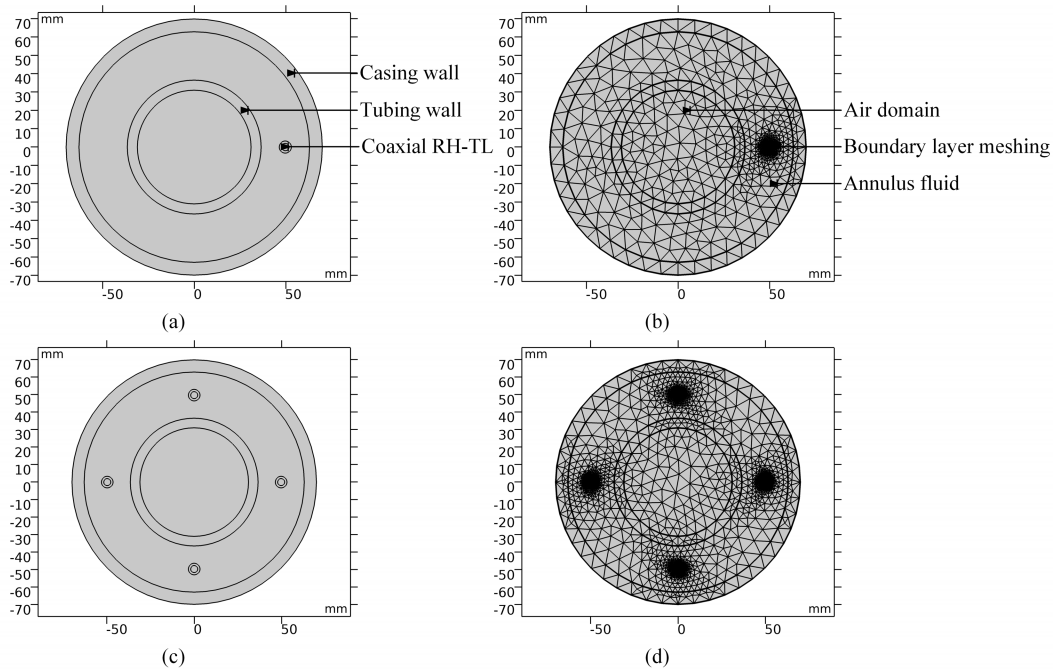 mm
70
60
50
40
30
20
10
0
-10
-20
-30
-40
-50
-60
-70
mm
-50 0 50
Casing wall
Tubing wall
Coaxial RH-TL
(a)
mm
70
60
50
40
30
20
10
0
-10
-20
-30
-40
-50
-60
-70
mm
-50 0 50
Air domain
Boundary layer meshing
Annulus fluid
(b)
mm
70
60
50
40
30
20
10
0
-10
-20
-30
-40
-50
-60
-70
mm
-50 0 50
(c)
mm
70
60
50
40
30
20
10
0
-10
-20
-30
-40
-50
-60
-70
mm
-50 0 50
(d)